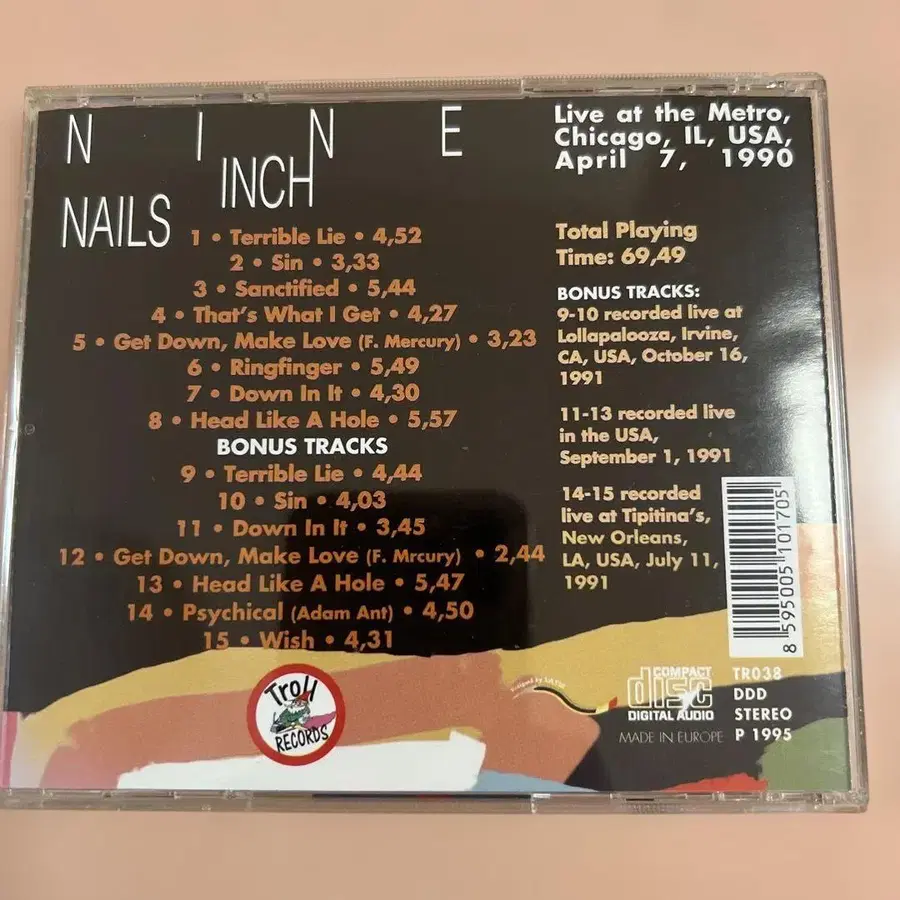 NINE
INCH
NAILS
1 • Terrible Lie • 4,52
2 • Sin • 3,33
3 • Sanctified • 5,44
4 • That's What I Get • 4,27
5 • Get Down, Make Love (F. Mercury) • 3,23
6 • Ringfinger • 5,49
7 • Down In It • 4,30
8 • Head Like A Hole • 5,57
BONUS TRACKS
9 • Terrible Lie • 4,44
10 • Sin • 4,03
11 • Down In It • 3,45
12 • Get Down, Make Love (F. Mrcury) • 2,44
13 • Head Like A Hole • 5,47
14 • Psychical (Adam Ant) • 4,50
15 • Wish • 4,31
Live at the Metro,
Chicago, IL, USA,
April 7, 1990
Total Playing
Time: 69,49
BONUS TRACKS:
9-10 recorded live at
Lollapalooza, Irvine,
CA, USA, October 16,
1991
11-13 recorded live
in the USA,
September 1, 1991
14-15 recorded
live at Tipitina's,
New Orleans,
LA, USA, July 11,
1991
8 595005 101705
Troll
RECORDS
Designed by
COMPACT
disc
DIGITAL AUDIO
MADE IN EUROPE
TR038
DDD
STEREO
P 1995